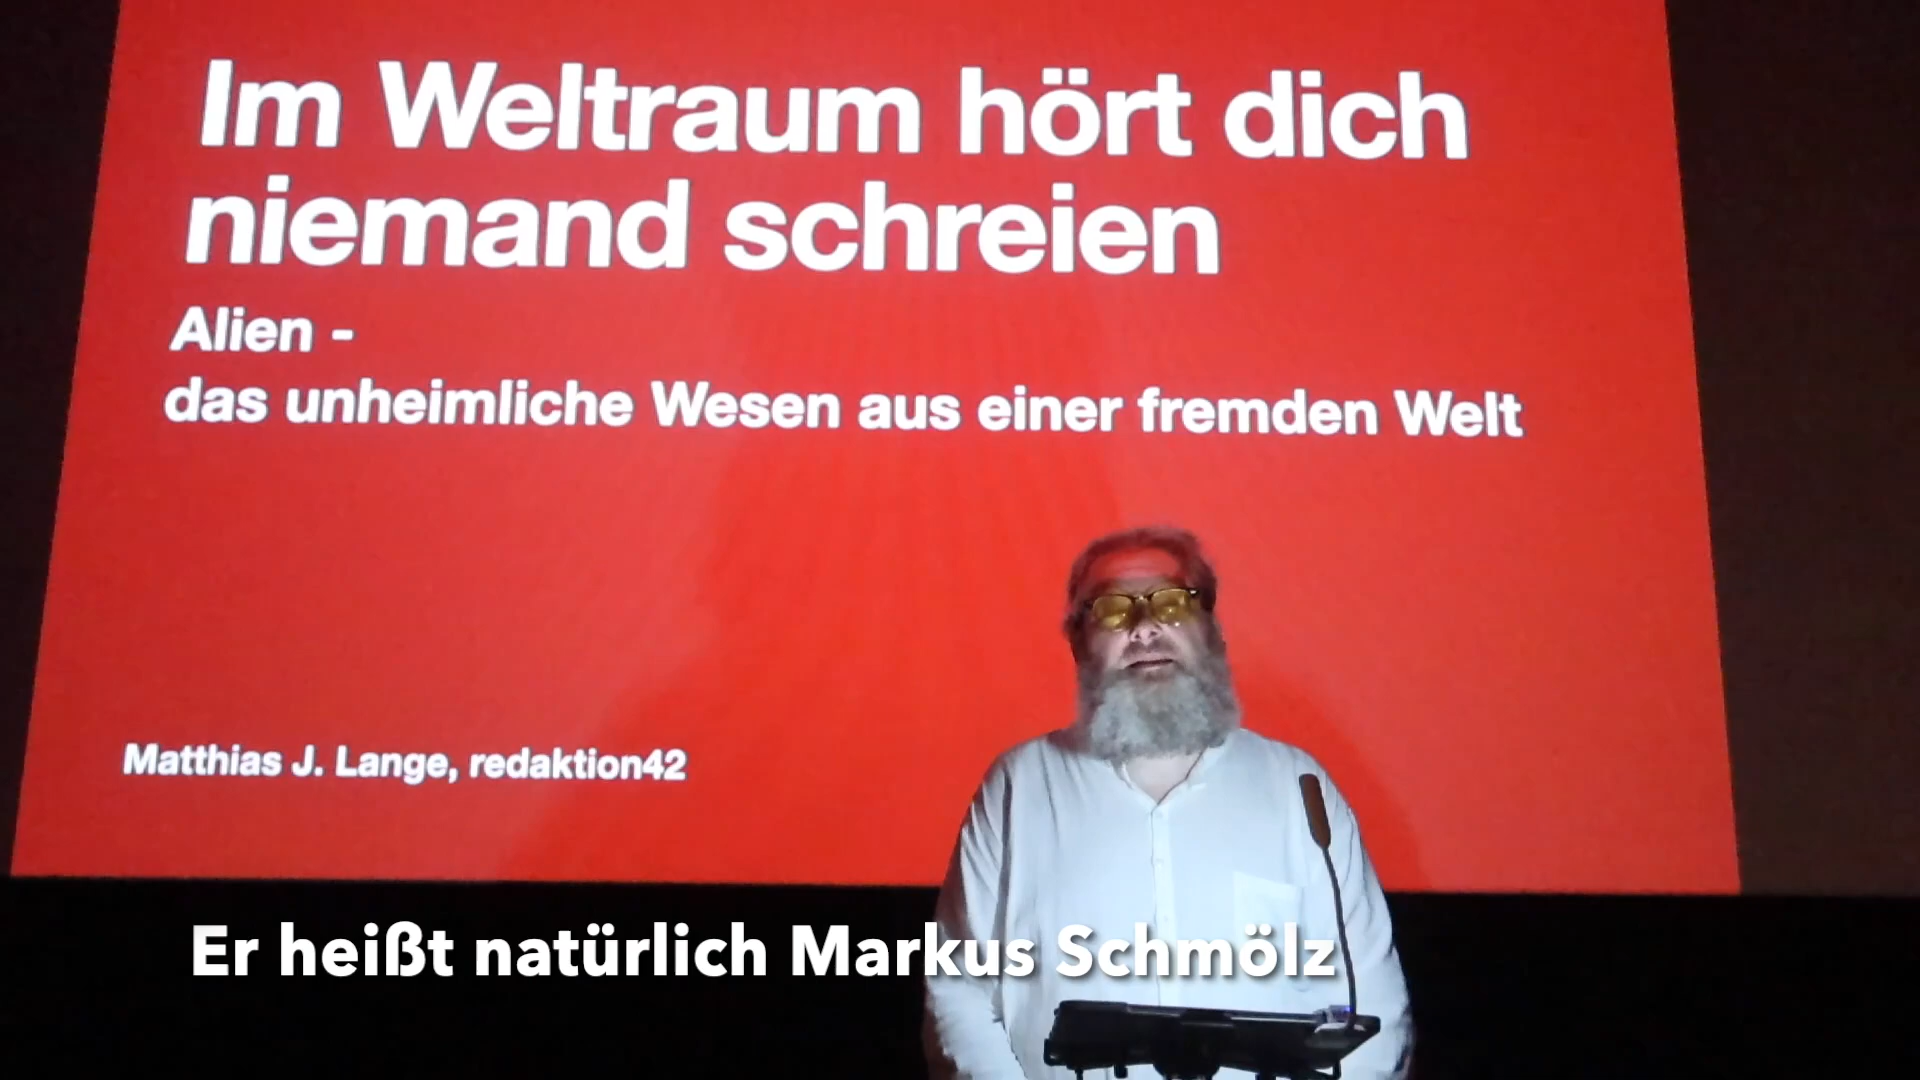 Im Weltraum hört dich
niemand schreien
Alien -
das unheimliche Wesen aus einer fremden Welt
Matthias J. Lange, redaktion42
Er heißt natürlich Markus Schmölz